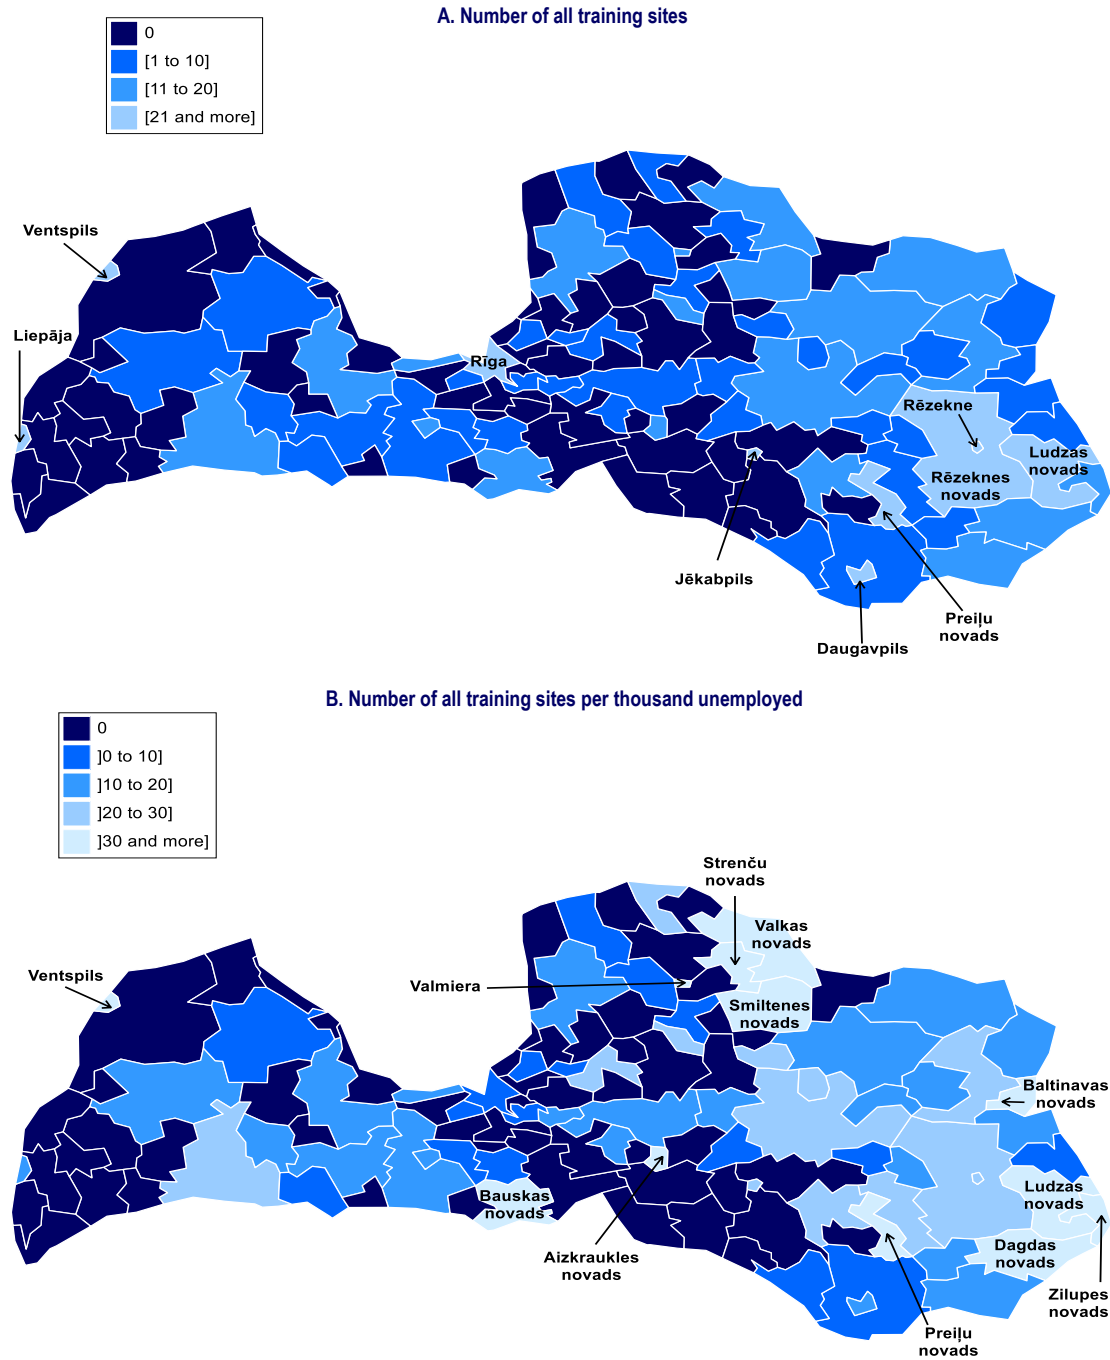 A. Number of all training sites
0
[1 to 10]
[11 to 20]
[21 and more]
Ventspils
Liepāja
Rīga
Rēzekne
Ludzas
novads
Rēzeknes
novads
Jēkabpils
Preiļu
novads
Daugavpils
B. Number of all training sites per thousand unemployed
0
]0 to 10]
]10 to 20]
]20 to 30]
]30 and more]
Strenču
novads
Valkas
novads
Ventspils
Valmiera
Smiltenes
novads
Baltinavas
novads
Ludzas
novads
Bauskas
novads
Dagdas
novads
Aizkraukles
novads
Zilupes
novads
Preiļu
novads